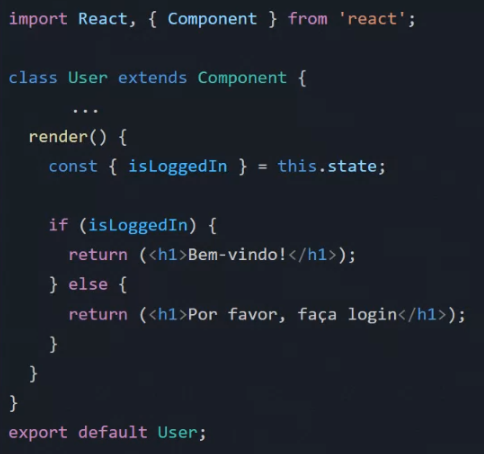 import React, { Component } from 'react';
class User extends Component {
...
render() {
const { isLoggedIn } = this.state;
if (isLoggedIn) {
return (<h1>Bem-vindo!</h1>);
} else {
return (<h1>Por favor, faça login</h1>);
}
}
}
export default User;